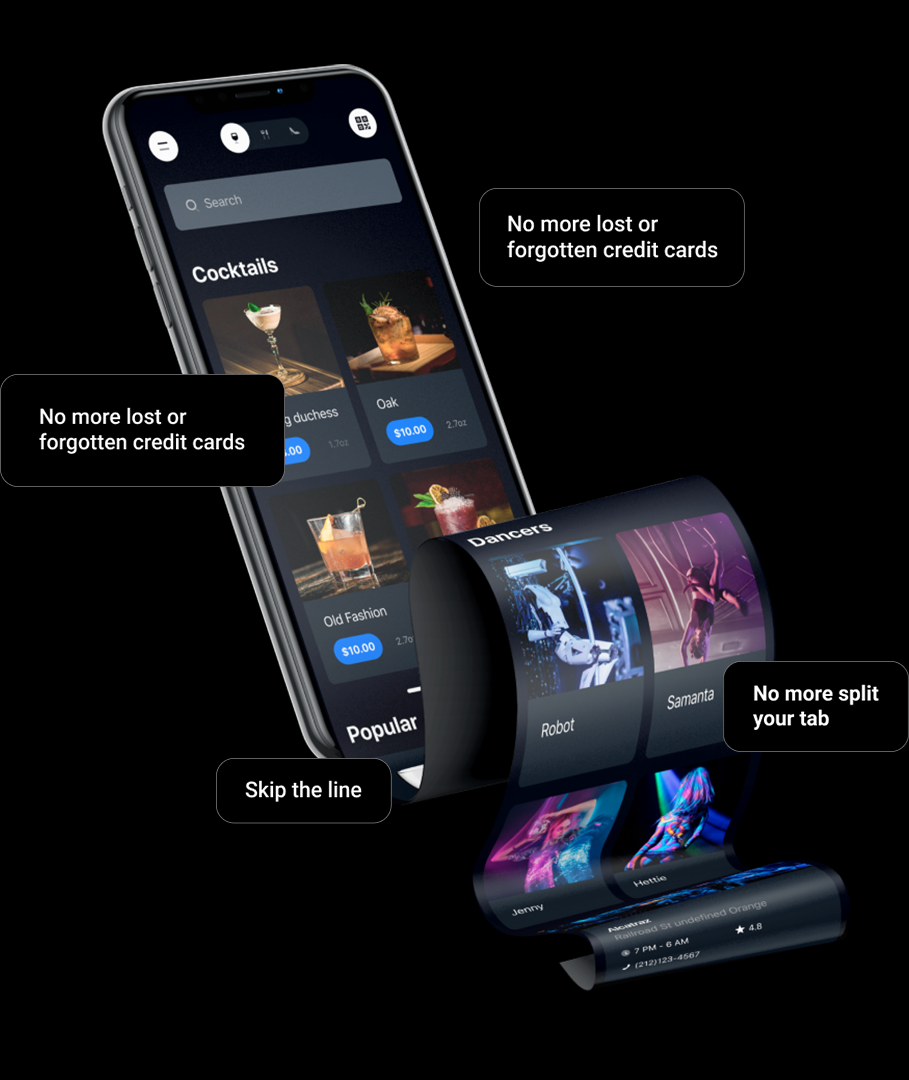 Search
Cocktails
No more lost or
forgotten credit cards
No more lost or
forgotten credit cards
g duchess
.00
1.7oz
Oak
$10.00
2.7oz
Old Fashion
$10.00
2.7o
Popular
Dancers
Robot
Samanta
No more split
your tab
Skip the line
Jenny
Hettie
Alcatraz
Railroad St undefined Orange
7 PM - 6 AM
4.8
(212)123-4567